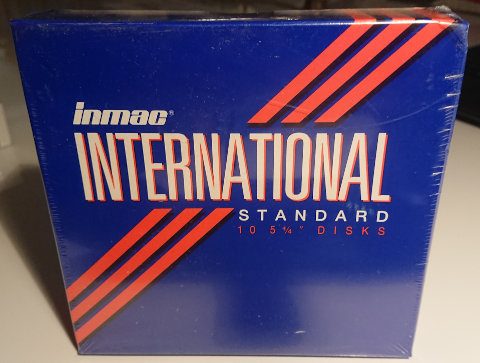 inmac®
INTERNATIONAL
STANDARD
10 5¼" DISKS